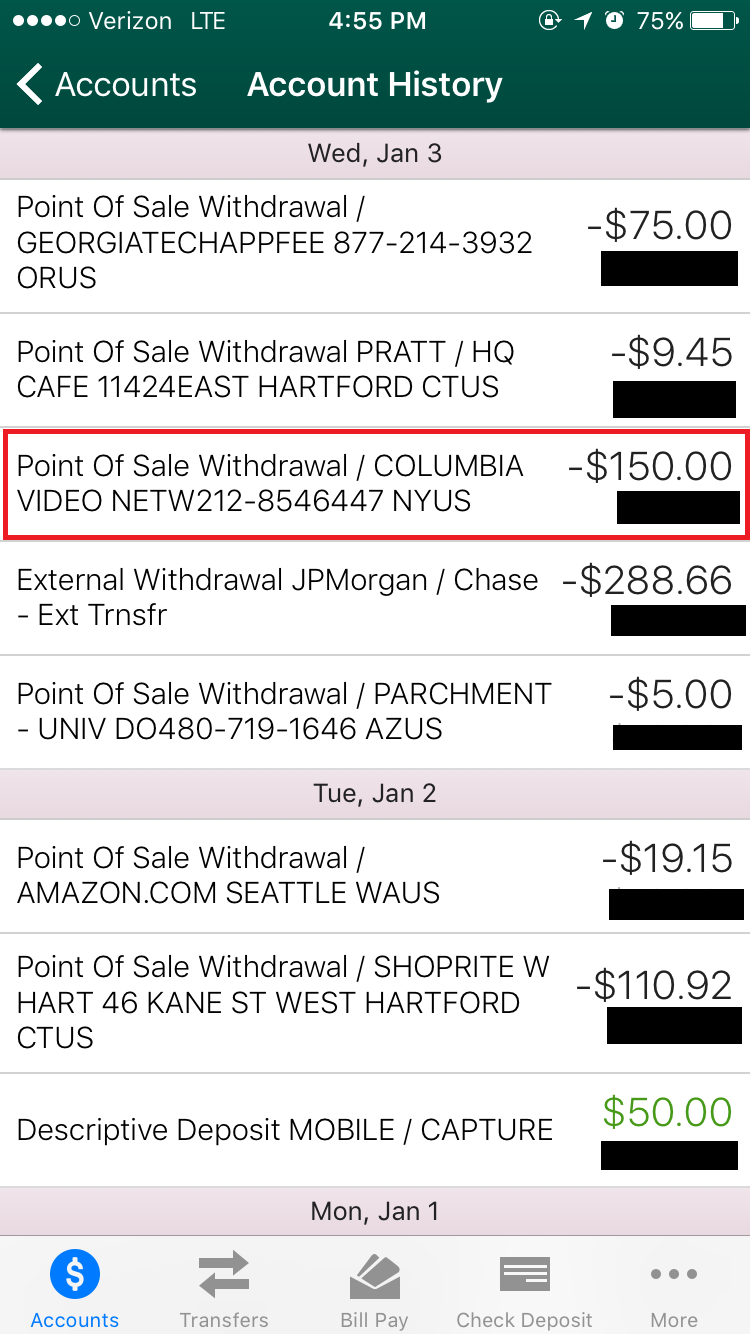 Verizon LTE 4:55 PM 75%
Accounts Account History
Wed, Jan 3
Point Of Sale Withdrawal / 
GEORGIATECHAPPFEE 877-214-3932
ORUS
-$75.00
Point Of Sale Withdrawal PRATT / HQ
CAFE 11424EAST HARTFORD CTUS
-$9.45
Point Of Sale Withdrawal / COLUMBIA
VIDEO NETW212-8546447 NYUS
-$150.00
External Withdrawal JPMorgan / Chase
- Ext Trnsfr
-$288.66
Point Of Sale Withdrawal / PARCHMENT
- UNIV DO480-719-1646 AZUS
-$5.00
Tue, Jan 2
Point Of Sale Withdrawal /
AMAZON.COM SEATTLE WAUS
-$19.15
Point Of Sale Withdrawal / SHOPRITE W
HART 46 KANE ST WEST HARTFORD
CTUS
-$110.92
Descriptive Deposit MOBILE / CAPTURE
$50.00
Mon, Jan 1
$
Accounts Transfers Bill Pay Check Deposit More